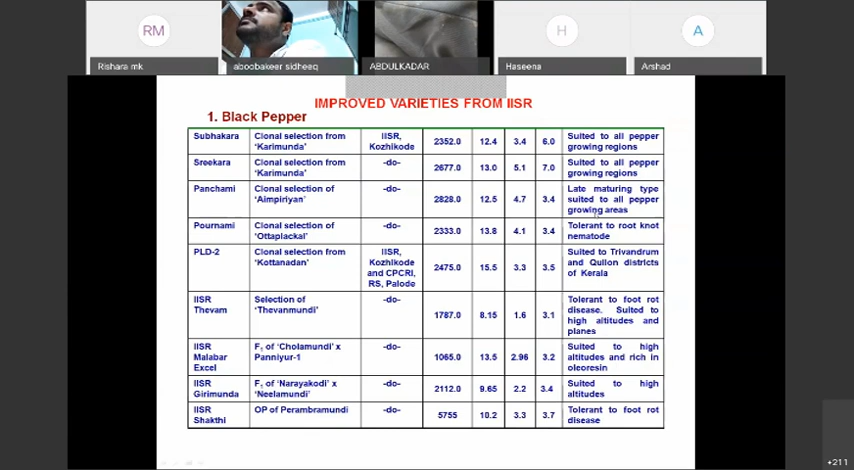 RM
H
A
Rishara mk
aboobakeer sidheeq
ABDULKADAR
Haseena
Arshad
IMPROVED VARIETIES FROM IISR
1. Black Pepper
Subhakara
Clonal selection from
'Karimunda'
IISR,
Kozhikode
2352.0
12.4
3.4
6.0
Suited to all pepper
growing regions
Sreekara
Clonal selection from
'Karimunda'
-do-
2677.0
13.0
5.1
7.0
Suited to all pepper
growing regions
Panchami
Clonal selection of
'Aimpiriyan'
-do-
2828.0
12.5
4.7
3.4
Late maturing type
suited to all pepper
growing areas
Pournami
Clonal selection of
'Ottaplackal'
-do-
2333.0
13.8
4.1
3.4
Tolerant to root knot
nematode
PLD-2
Clonal selection from
'Kottanadan'
IISR,
Kozhikode
and CPCRI,
RS, Palode
2475.0
15.5
3.3
3.5
Suited to Trivandrum
and Quilon districts
of Kerala
IISR
Thevam
Selection of
'Thevanmundi'
-do-
1787.0
8.15
1.6
3.1
Tolerant to foot rot
disease. Suited to
high altitudes and
planes
IISR
Malabar
Excel
F₁ of 'Cholamundi' x
Panniyur-1
-do-
1065.0
13.5
2.96
3.2
Suited to high
altitudes and rich in
oleoresin
IISR
Girimunda
F₁ of 'Narayakodi' x
'Neelamundi'
-do-
2112.0
9.65
2.2
3.4
Suited to high
altitudes
IISR
Shakthi
OP of Perambramundi
-do-
5755
10.2
3.3
3.7
Tolerant to foot rot
disease
+211